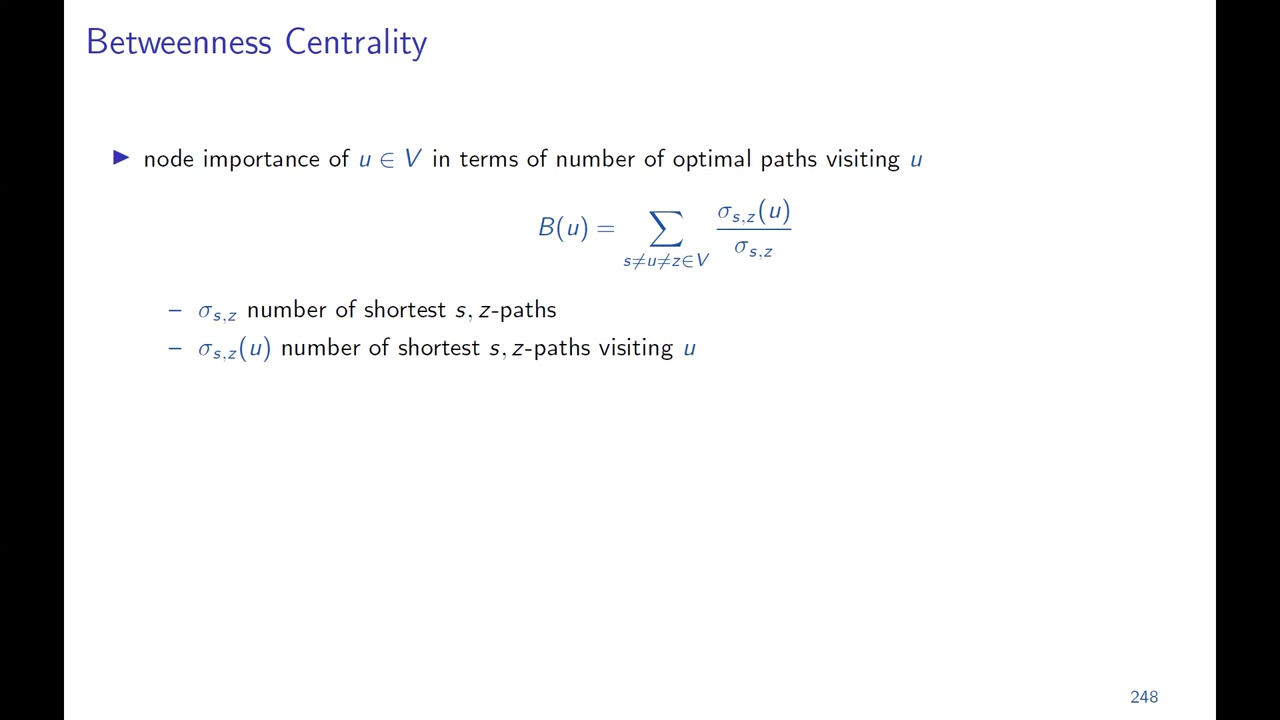 Betweenness Centrality
▶ node importance of u ∈ V in terms of number of optimal paths visiting u
B(u) = ∑_{s≠u≠z∈V} σ_{s,z}(u) / σ_{s,z}
– σ_{s,z} number of shortest s, z-paths
– σ_{s,z}(u) number of shortest s, z-paths visiting u
248